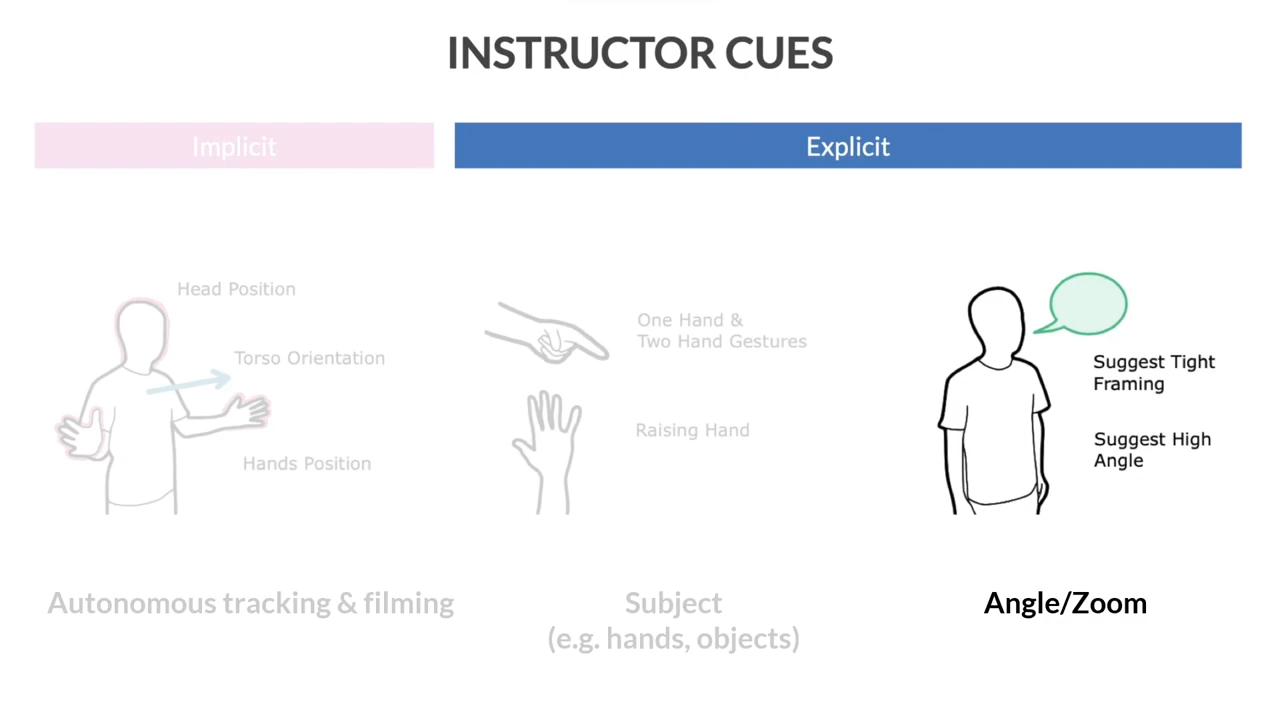 INSTRUCTOR CUES
Implicit
Explicit
Head Position
Torso Orientation
Hands Position
One Hand &
Two Hand Gestures
Raising Hand
Suggest Tight
Framing
Suggest High
Angle
Autonomous tracking & filming
Subject
(e.g. hands, objects)
Angle/Zoom